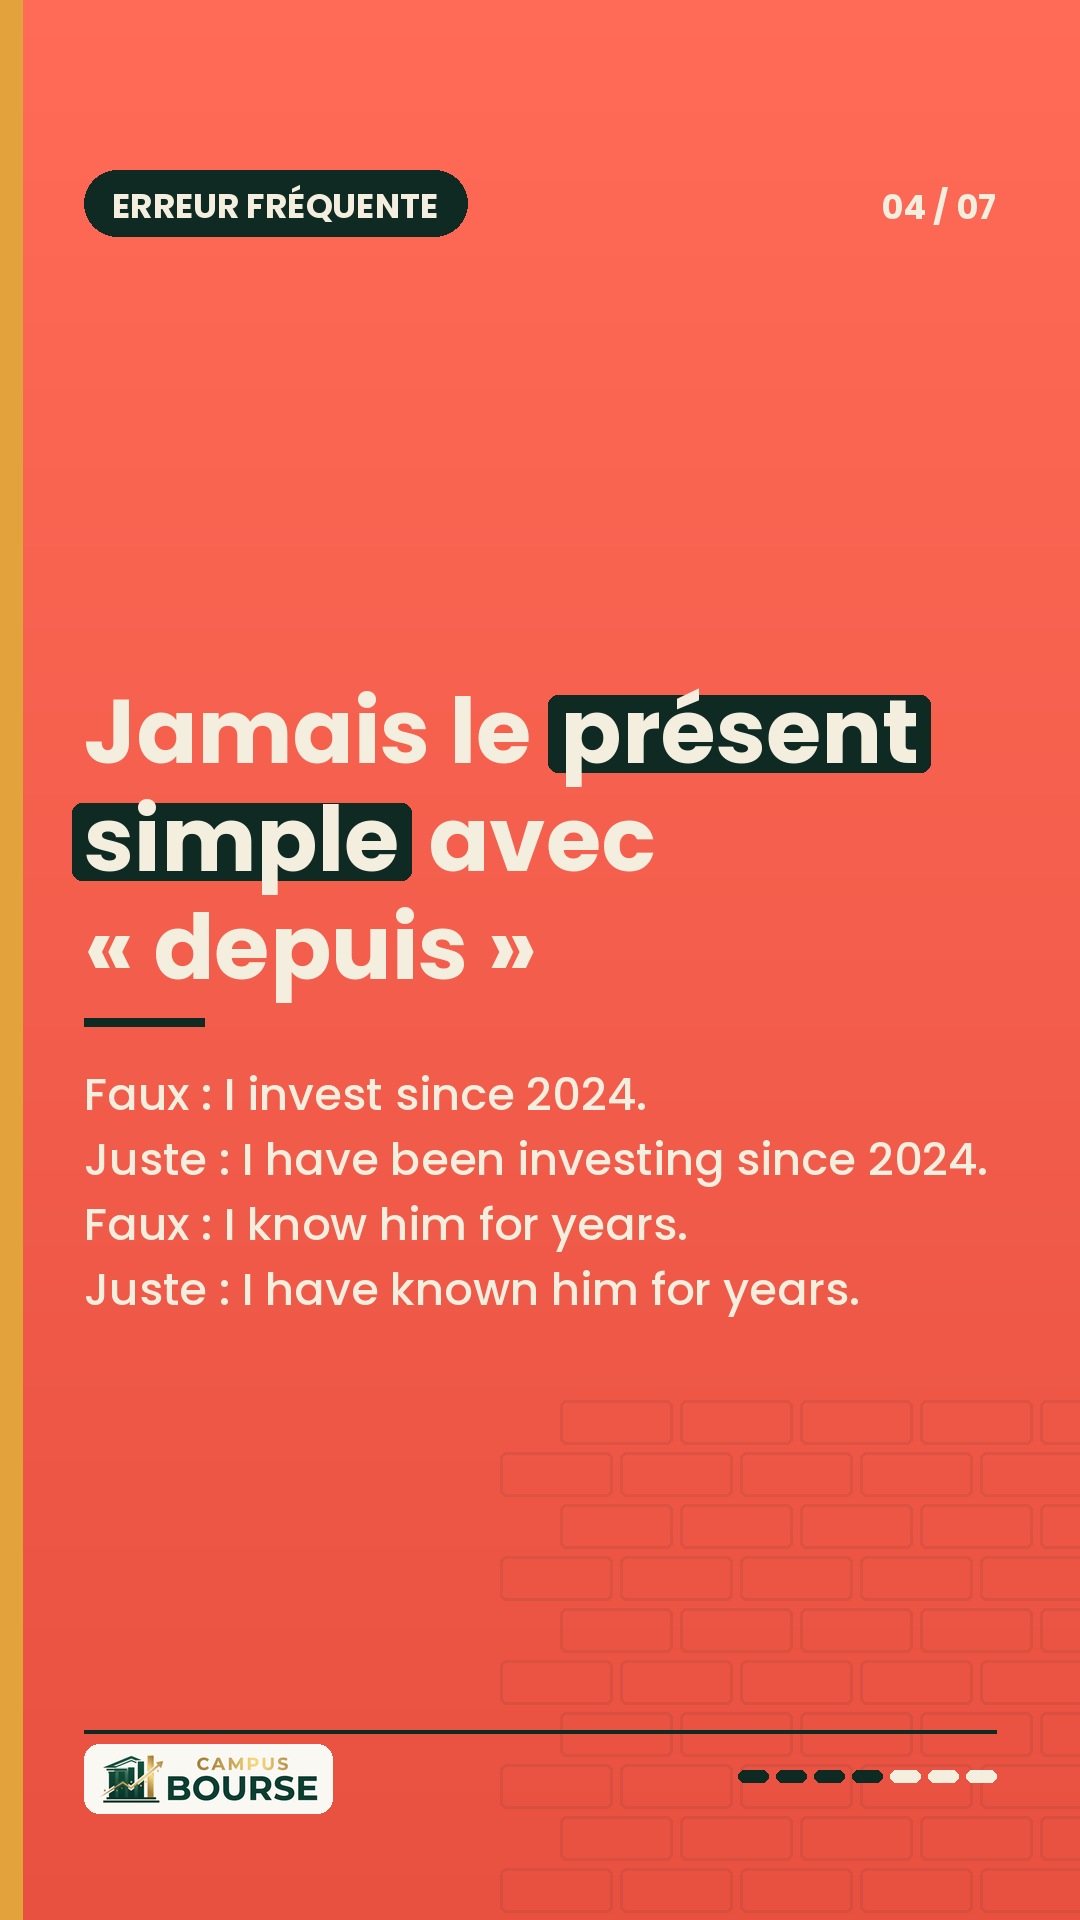 ERREUR FRÉQUENTE
04 / 07
Jamais le présent
simple avec
« depuis »
Faux : I invest since 2024.
Juste : I have been investing since 2024.
Faux : I know him for years.
Juste : I have known him for years.
CAMPUS
BOURSE